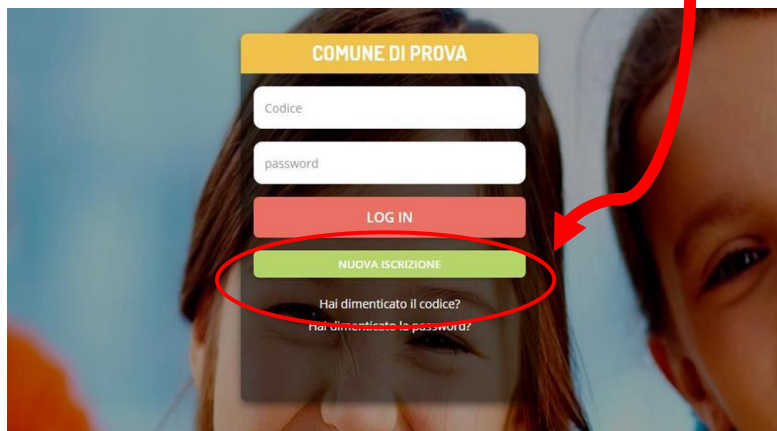 COMUNE DI PROVA
Codice
password
LOG IN
NUOVA ISCRIZIONE
Hai dimenticato il codice?
Hai dimenticato la password?